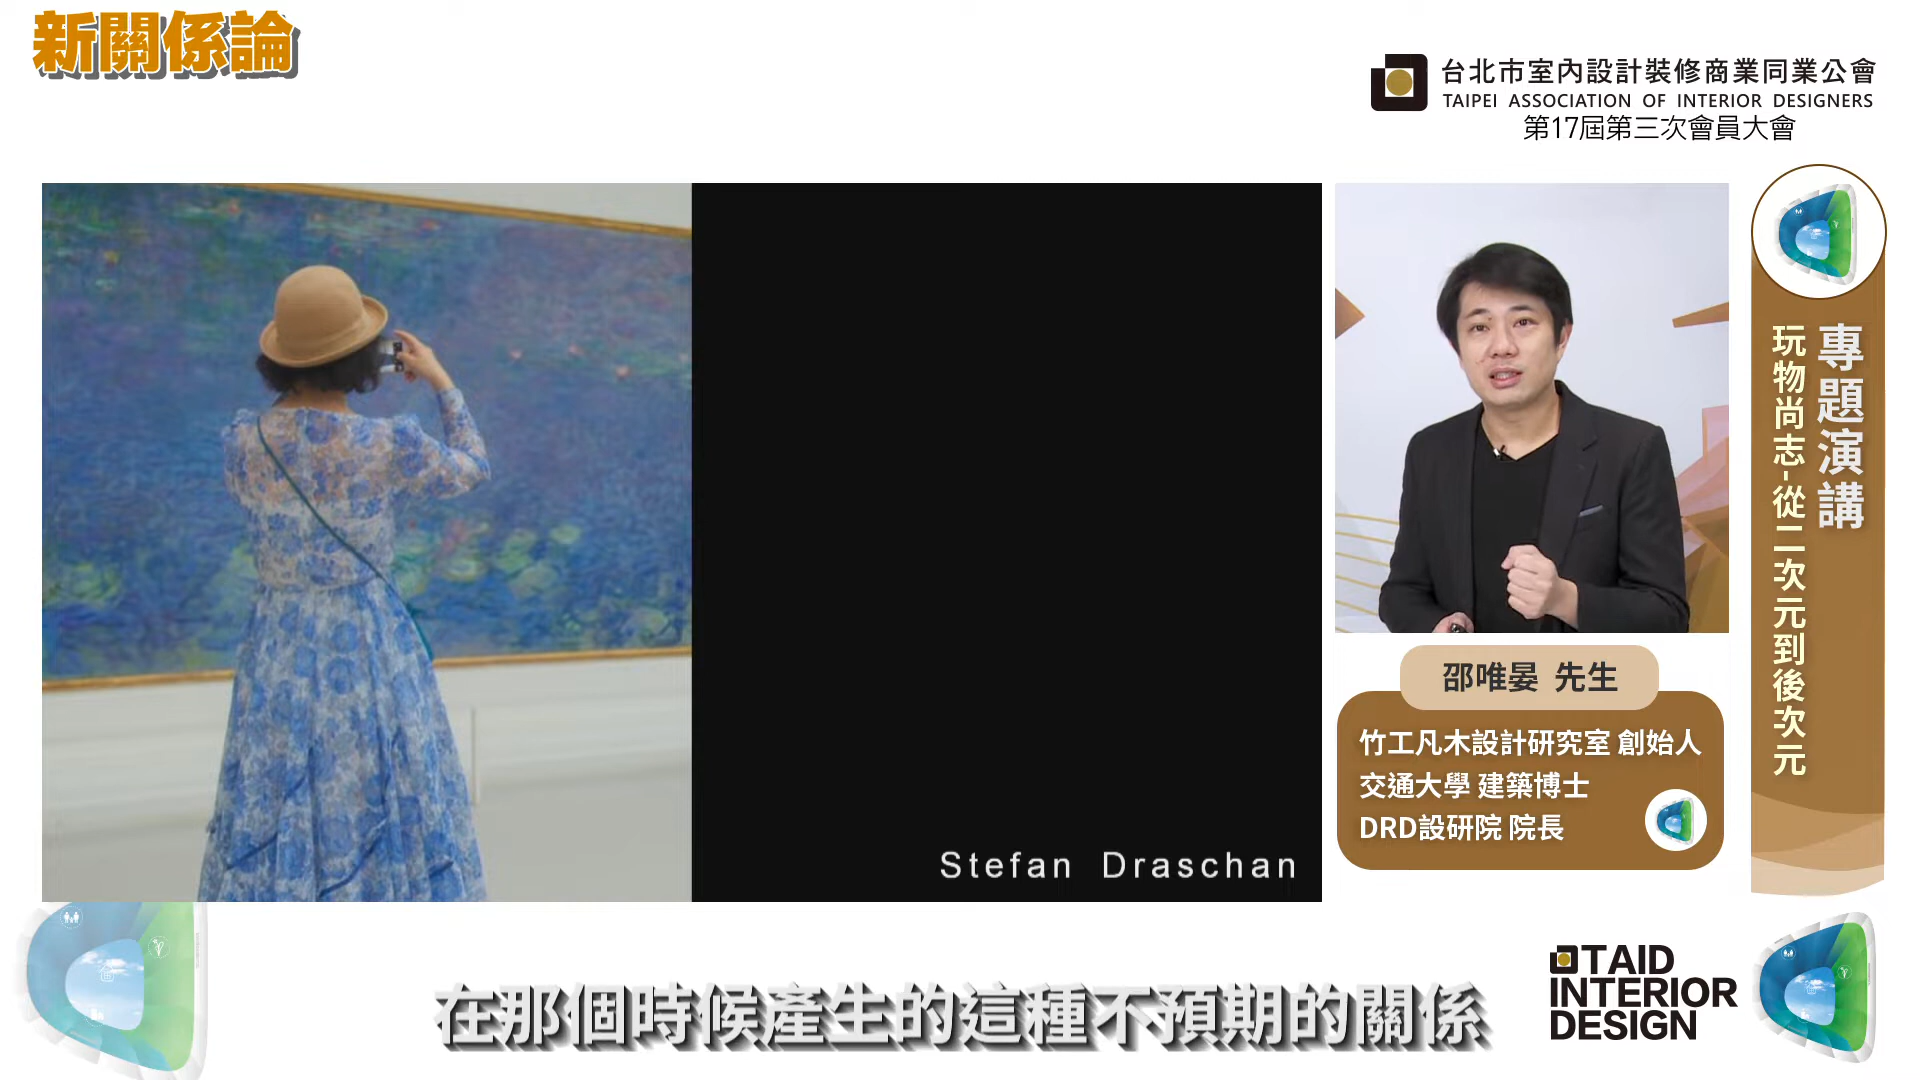 新關係論
台北市室內設計裝修商業同業公會
TAIPEI ASSOCIATION OF INTERIOR DESIGNERS
第17屆第三次會員大會
專題演講
玩物尚志-從二次元到後次元
Stefan Draschan
邵唯晏 先生
竹工凡木設計研究室 創始人
交通大學 建築博士
DRD設研院 院長
在那個時候產生的這種不預期的關係
TAID
INTERIOR
DESIGN